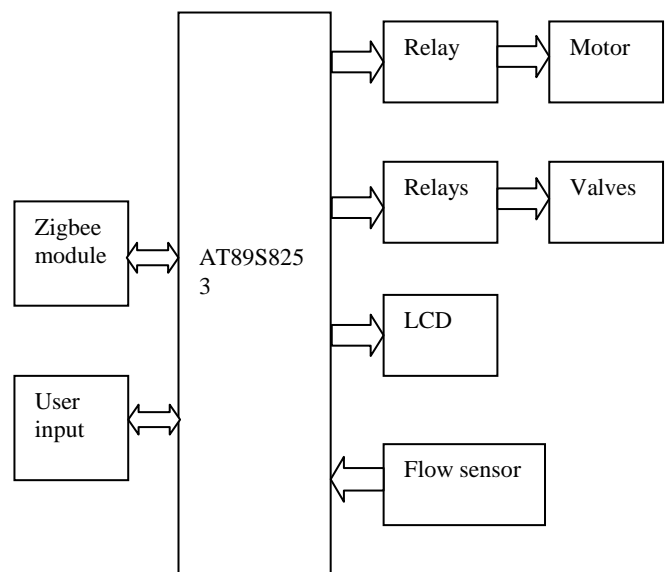 Relay
Motor
Relays
Valves
Zigbee
module
AT89S825
3
LCD
User
input
Flow sensor